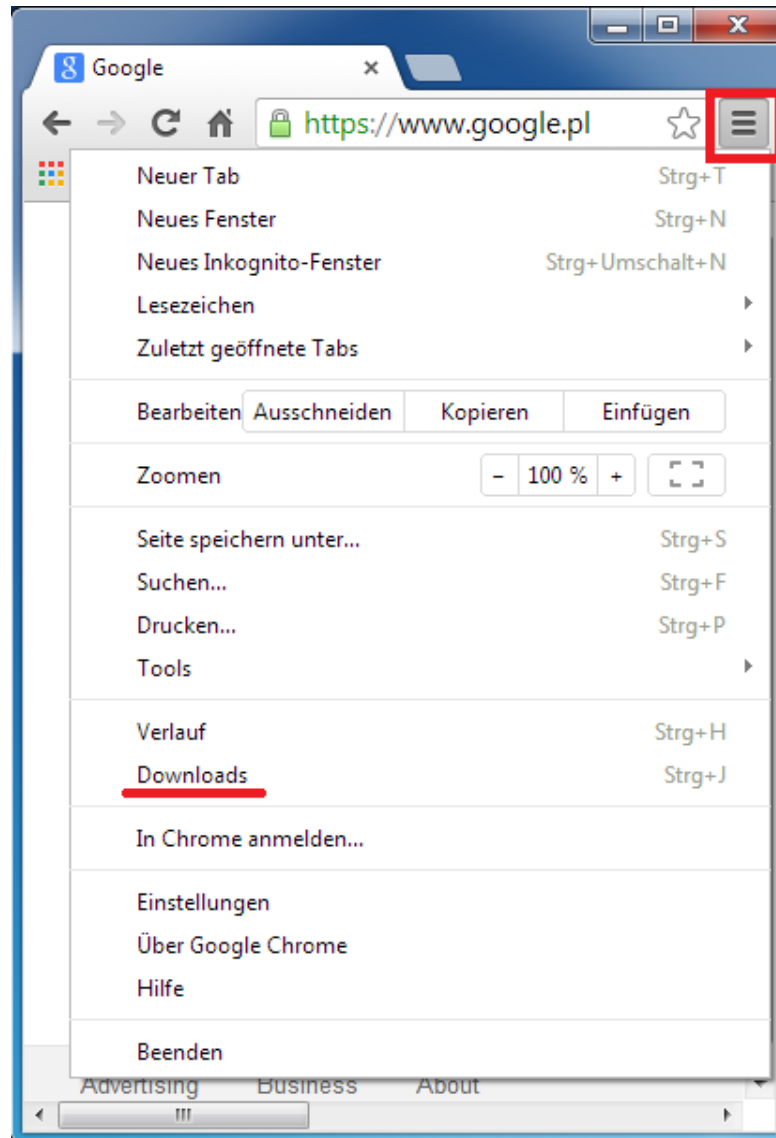 Google
https://www.google.pl
Neuer Tab Strg+T
Neues Fenster Strg+N
Neues Inkognito-Fenster Strg+Umschalt+N
Lesezeichen
Zuletzt geöffnete Tabs
Bearbeiten Ausschneiden Kopieren Einfügen
Zoomen - 100 % +
Seite speichern unter... Strg+S
Suchen... Strg+F
Drucken... Strg+P
Tools
Verlauf Strg+H
Downloads Strg+J
In Chrome anmelden...
Einstellungen
Über Google Chrome
Hilfe
Beenden
Advertising Business About